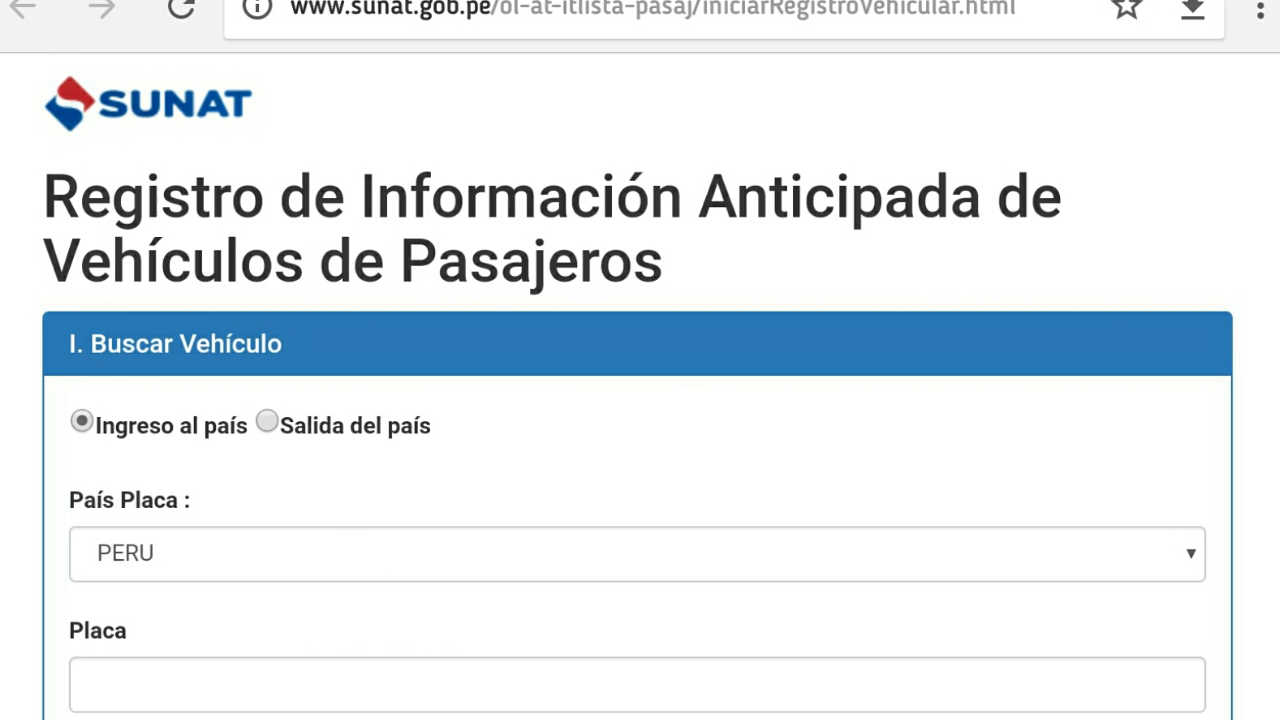 www.sunat.gob.pe/ol-at-itlista-pasaj/iniciarRegistroVehicular.html
SUNAT
Registro de Información Anticipada de
Vehículos de Pasajeros
I. Buscar Vehículo
Ingreso al país Salida del país
País Placa :
PERU
Placa